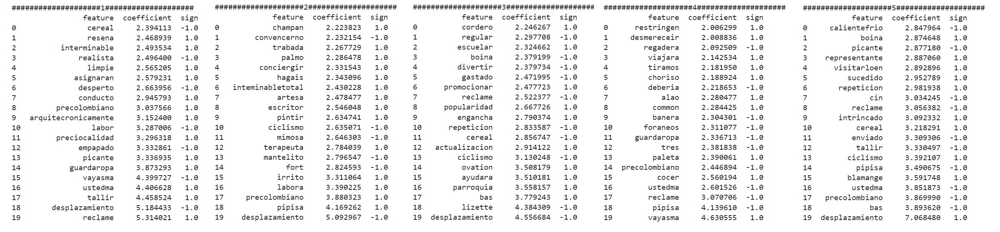 ####################1####################
feature coefficient sign
0 cereal 2.394113 -1.0
1 resena 2.468939 1.0
2 interminable 2.493534 1.0
3 realista 2.496400 -1.0
4 limpie 2.565205 1.0
5 asignaran 2.579231 1.0
6 desperto 2.663956 -1.0
7 conducto 2.945793 1.0
8 precolombiano 3.037566 1.0
9 arquitecronicamente 3.152400 1.0
10 labor 3.287006 -1.0
11 preciocalidad 3.296318 1.0
12 empapado 3.332861 -1.0
13 picante 3.336935 1.0
14 guardaropa 3.873293 1.0
15 vayasma 4.399727 -1.0
16 ustedma 4.406628 1.0
17 tallir 4.458524 1.0
18 desplazamiento 5.184433 -1.0
19 reclame 5.314021 1.0
####################2####################
feature coefficient sign
0 champan 2.223823 1.0
1 convencerno 2.232154 -1.0
2 trabada 2.267729 1.0
3 palmo 2.286478 1.0
4 conciergir 2.331543 1.0
5 hagais 2.343096 1.0
6 inteminabletotal 2.430228 1.0
7 artesa 2.478477 1.0
8 escritor 2.546048 1.0
9 pintir 2.634741 1.0
10 ciclismo 2.635071 -1.0
11 mimosa 2.646303 -1.0
12 terapeuta 2.784039 1.0
13 mantelito 2.796547 -1.0
14 fort 2.824593 -1.0
15 irrito 3.311064 1.0
16 labora 3.390225 1.0
17 precolombiano 3.880323 1.0
18 pipisa 4.169262 1.0
19 desplazamiento 5.092967 -1.0
####################3####################
feature coefficient sign
0 cordero 2.246267 1.0
1 regular 2.297708 -1.0
2 escuelar 2.324662 1.0
3 boina 2.379199 -1.0
4 divertir 2.379734 -1.0
5 gastado 2.471995 -1.0
6 promocionar 2.477723 1.0
7 reclame 2.522377 -1.0
8 popularidad 2.667726 1.0
9 engancha 2.790374 1.0
10 repeticion 2.833587 -1.0
11 cereal 2.856747 -1.0
12 actualizacion 2.914122 1.0
13 ciclismo 3.130248 -1.0
14 ovation 3.508179 1.0
15 ayudara 3.510181 1.0
16 parroquia 3.558157 1.0
17 bas 3.779243 1.0
18 lizette 4.384309 -1.0
19 desplazamiento 4.556684 -1.0
####################4####################
feature coefficient sign
0 restringen 2.006299 1.0
1 desmereceir 2.008836 1.0
2 regadera 2.092509 -1.0
3 viajara 2.142534 1.0
4 tiramos 2.181950 1.0
5 choriso 2.188924 1.0
6 deberia 2.218653 -1.0
7 alao 2.280477 1.0
8 common 2.284425 1.0
9 banera 2.304301 -1.0
10 foraneos 2.311077 -1.0
11 guardaropa 2.336713 -1.0
12 tres 2.381838 -1.0
13 paleta 2.390061 1.0
14 precolombiano 2.446894 -1.0
15 cocer 2.560194 1.0
16 ustedma 2.601526 -1.0
17 reclame 3.070706 -1.0
18 pipisa 4.139610 -1.0
19 vayasma 4.630555 1.0
####################5####################
feature coefficient sign
0 calientefrio 2.847964 -1.0
1 boina 2.874648 1.0
2 picante 2.877180 -1.0
3 representante 2.887060 1.0
4 visitarloen 2.892896 1.0
5 sucedido 2.952789 1.0
6 repeticion 2.981938 1.0
7 cin 3.034245 -1.0
8 reclame 3.056382 -1.0
9 intrincado 3.092332 1.0
10 cereal 3.218291 1.0
11 enviado 3.309306 -1.0
12 tallir 3.330497 -1.0
13 ciclismo 3.392107 1.0
14 pipisa 3.490675 -1.0
15 blamange 3.591748 1.0
16 ustedma 3.851873 -1.0
17 precolombiano 3.869990 -1.0
18 bas 3.893620 -1.0
19 desplazamiento 7.068480 1.0